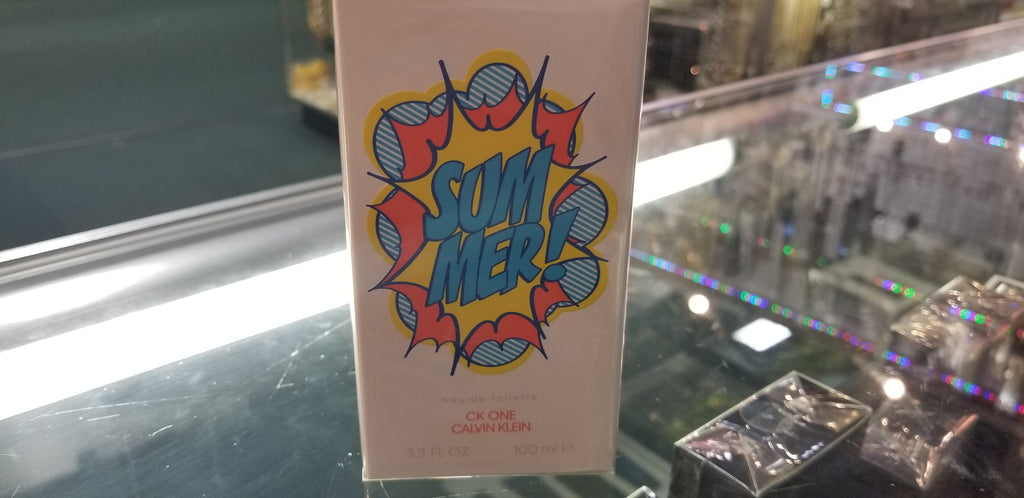 SUM
MER!
eau de toilette
CK ONE
CALVIN KLEIN
3.3 FL OZ 100 ml ℮